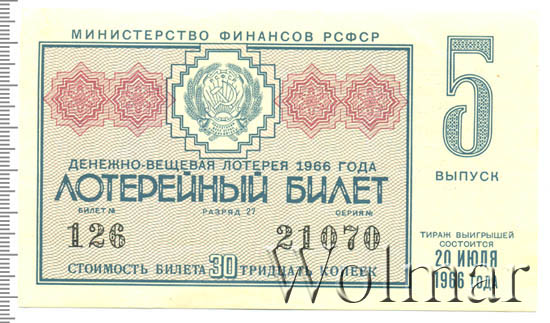 МИНИСТЕРСТВО ФИНАНСОВ РСФСР
ДЕНЕЖНО-ВЕЩЕВАЯ ЛОТЕРЕЯ 1966 ГОДА
ЛОТЕРЕЙНЫЙ БИЛЕТ
БИЛЕТ № РАЗРЯД 27 СЕРИЯ №
126 21070
СТОИМОСТЬ БИЛЕТА 30 ТРИДЦАТЬ КОПЕЕК
5
ВЫПУСК
ТИРАЖ ВЫИГРЫШЕЙ
СОСТОИТСЯ
20 ИЮЛЯ
1966 ГОДА
Wolmar